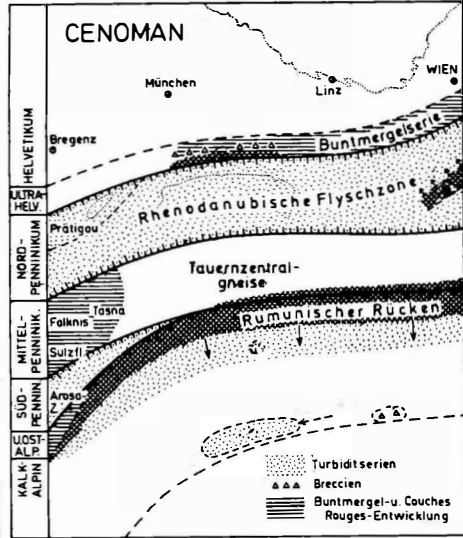 CENOMAN
WIEN
München
Linz
Bregenz
Buntmergelserie
Rhenodanubische Flyschzone
Prätigau
Tauernzentral-
gneise
Tasna
Falknis
Sulzfl.
Rumunischer Rücken
Arosa-
Z.
HELVETIKUM
ULTRA-
HELV.
NORD-
PENNINIKUM
MITTEL-
PENNINIK.
SÜD-
PENNIN.
U.OST-
ALP.
KALK-
ALPIN
Turbiditserien
Breccien
Buntmergel-u. Couches
Rouges-Entwicklung